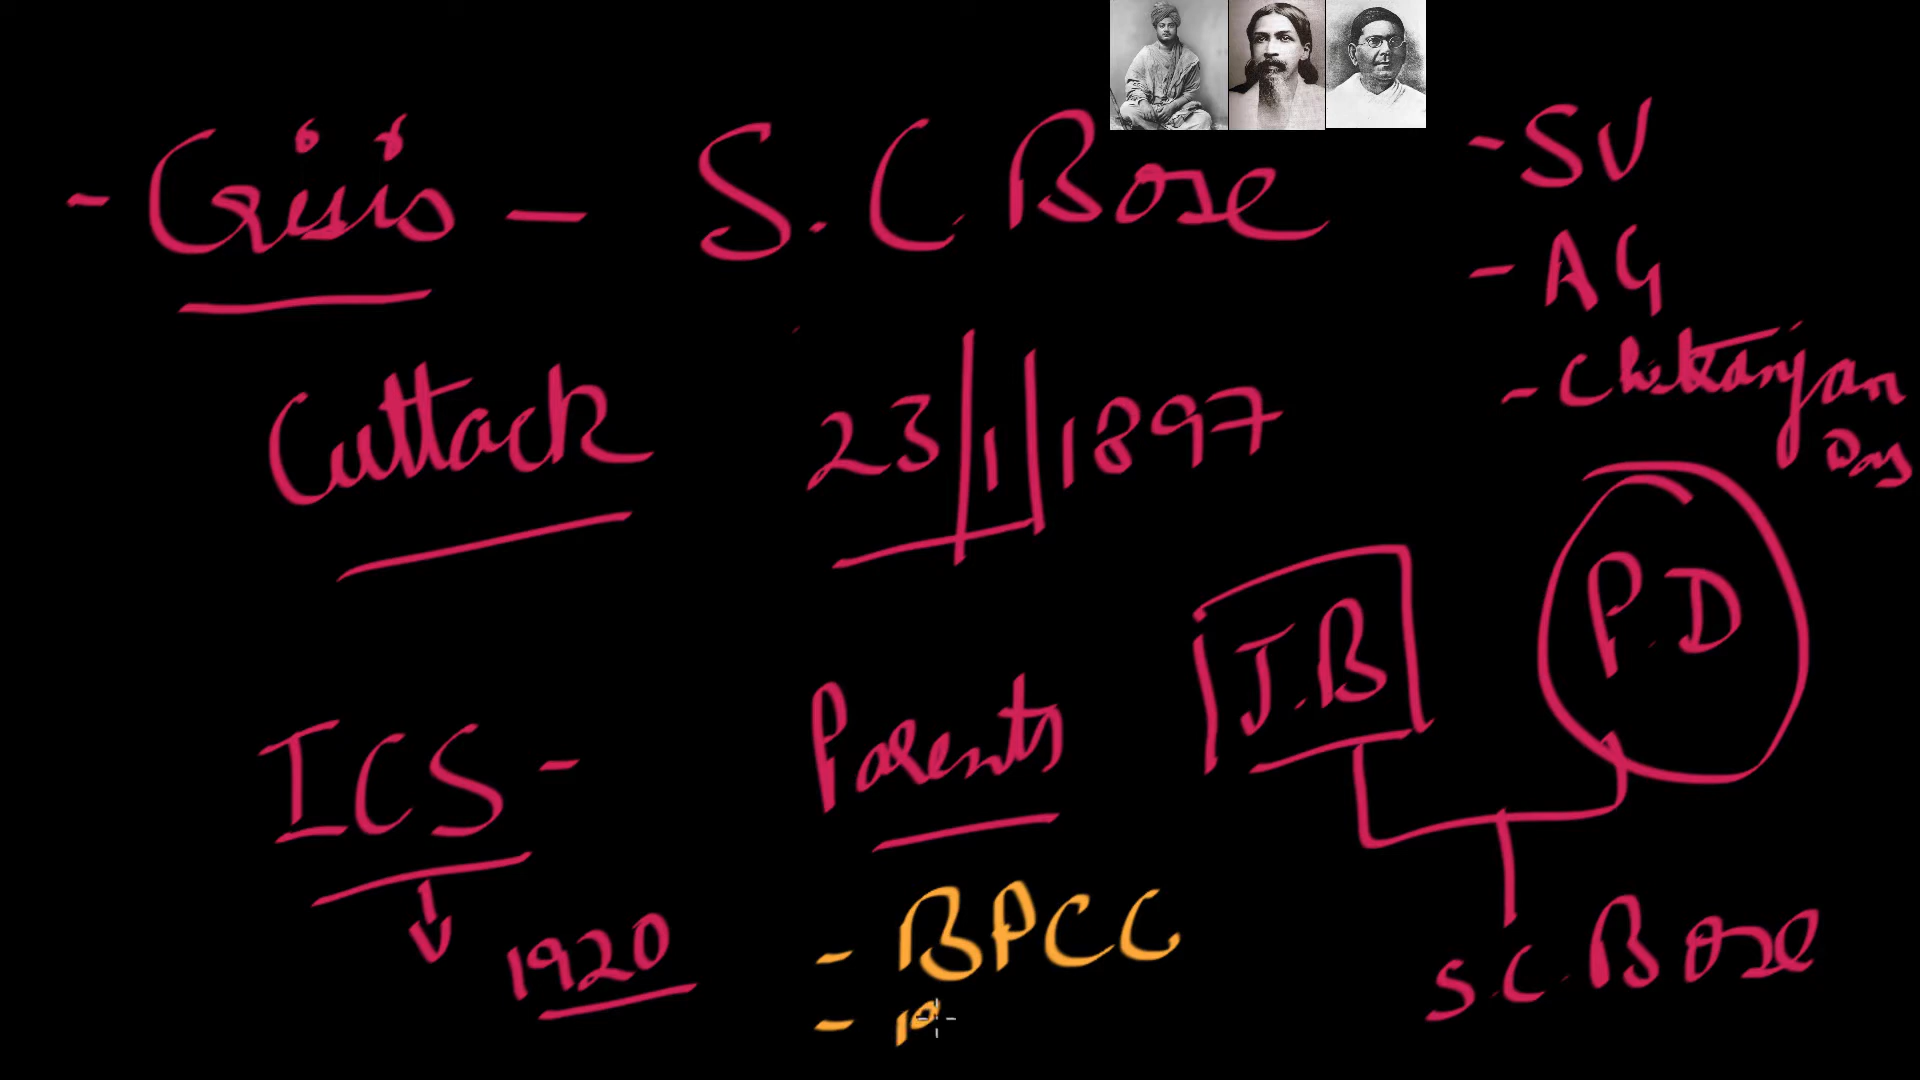 - Crisis - S. C. Bose
- SV
- AG
- Chittaranjan
Das
Cuttack 23/1/1897
P.D
J.B
ICS - Parents
1920
- BPCC
S.C. Bose
-